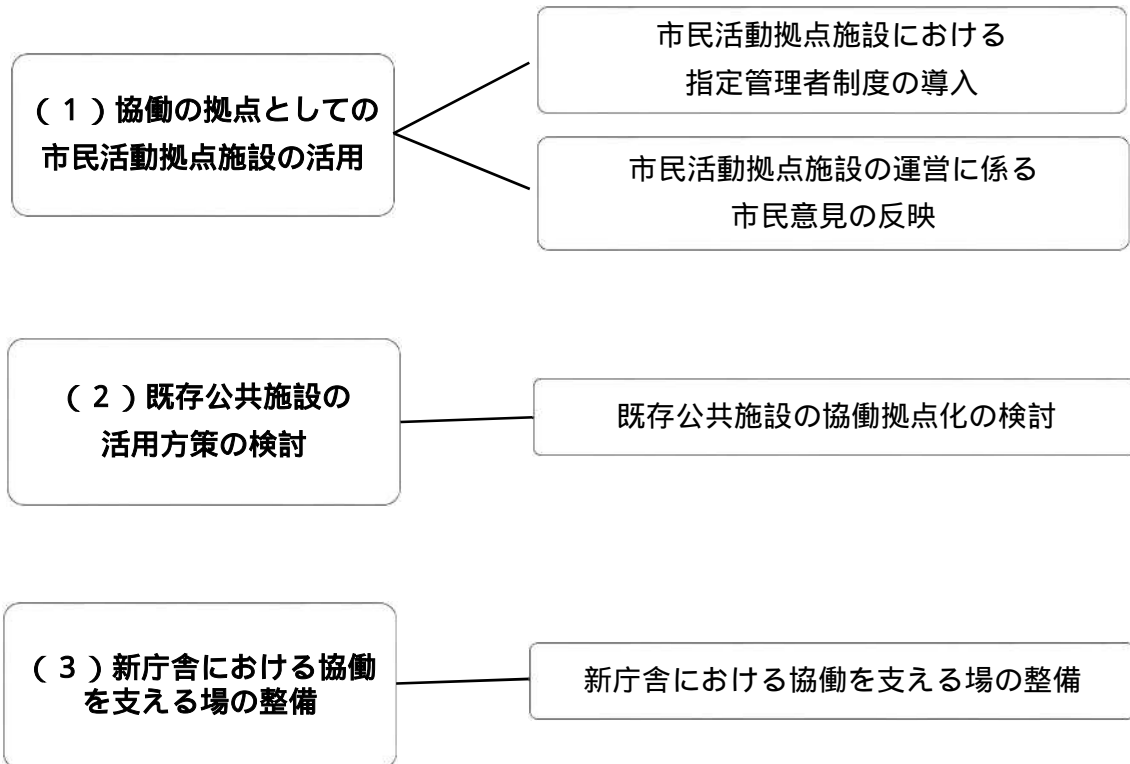 （１）協働の拠点としての
市民活動拠点施設の活用
市民活動拠点施設における
指定管理者制度の導入
市民活動拠点施設の運営に係る
市民意見の反映
（２）既存公共施設の
活用方策の検討
既存公共施設の協働拠点化の検討
（３）新庁舎における協働
を支える場の整備
新庁舎における協働を支える場の整備